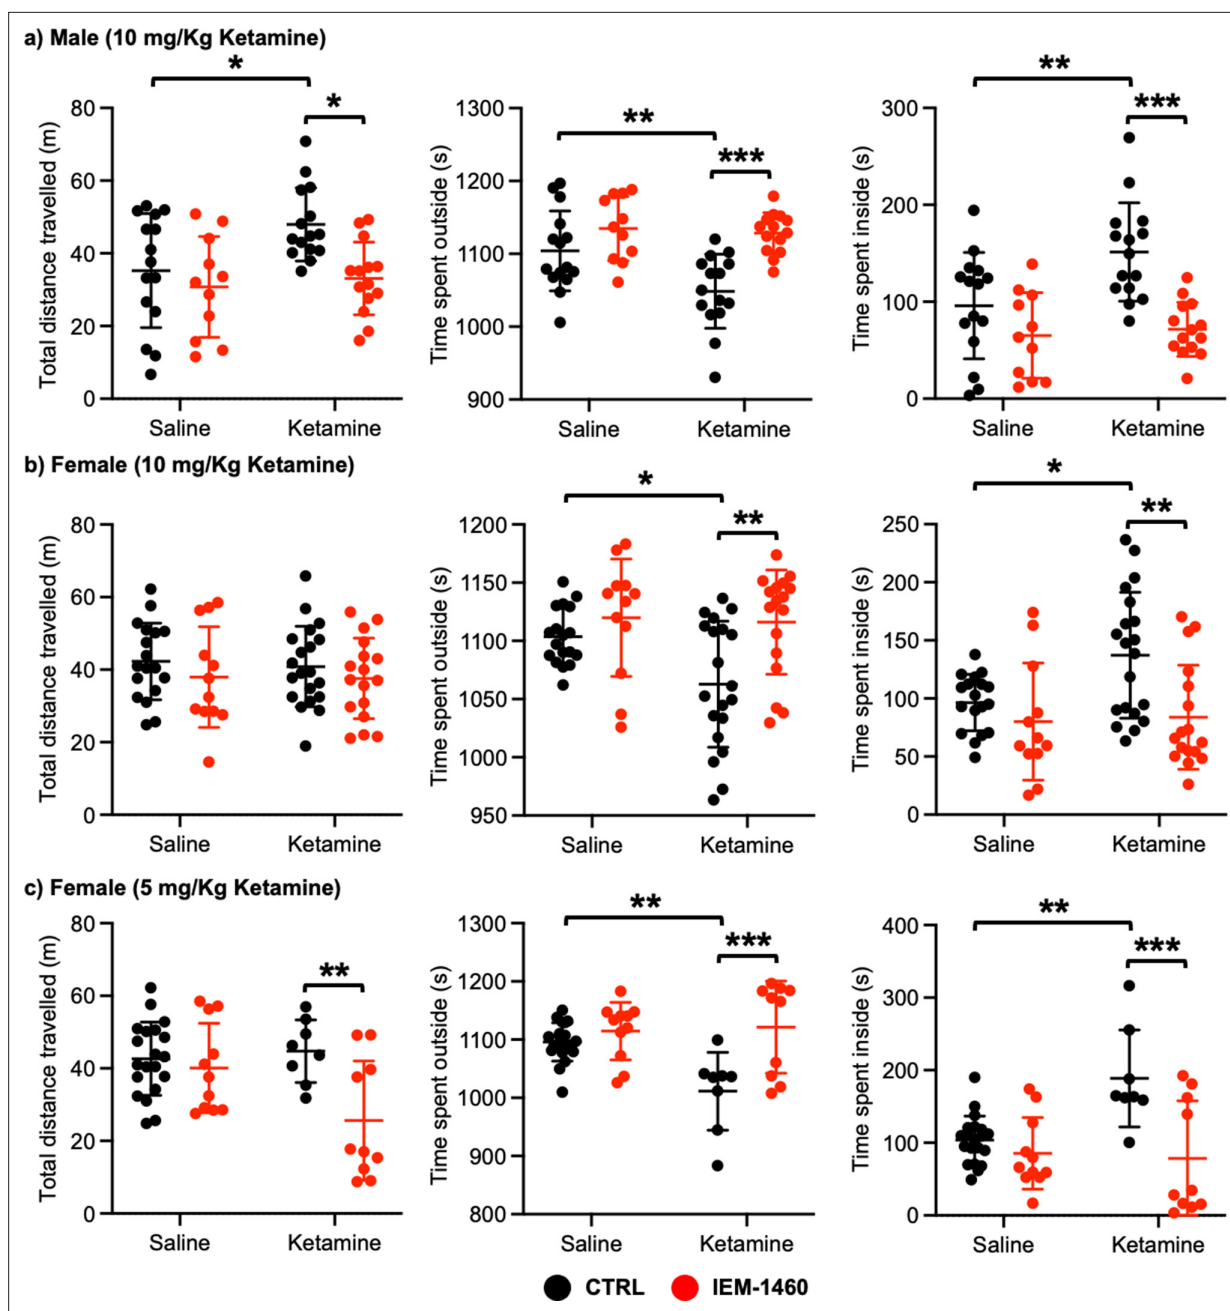 a) Male (10 mg/Kg Ketamine)
* * ** *** ** ***
Total distance travelled (m)
80
60
40
20
0
Saline Ketamine
Time spent outside (s)
1300
1200
1100
1000
900
Saline Ketamine
Time spent inside (s)
300
200
100
0
Saline Ketamine
b) Female (10 mg/Kg Ketamine)
* ** * **
Total distance travelled (m)
80
60
40
20
0
Saline Ketamine
Time spent outside (s)
1200
1150
1100
1050
1000
950
Saline Ketamine
Time spent inside (s)
250
200
150
100
50
0
Saline Ketamine
c) Female (5 mg/Kg Ketamine)
** ** *** ** ***
Total distance travelled (m)
80
60
40
20
0
Saline Ketamine
Time spent outside (s)
1300
1200
1100
1000
900
800
Saline Ketamine
Time spent inside (s)
400
300
200
100
0
Saline Ketamine
CTRL IEM-1460